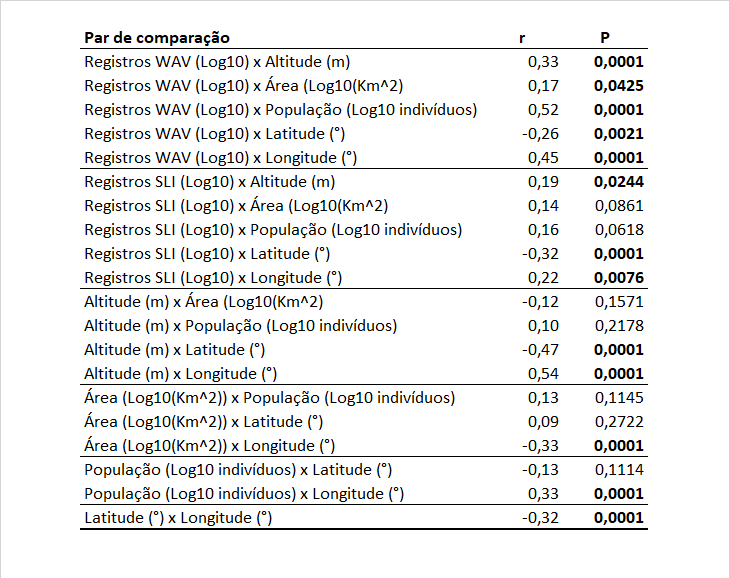 Par de comparação r P
Registros WAV (Log10) x Altitude (m) 0,33 0,0001
Registros WAV (Log10) x Área (Log10(Km^2) 0,17 0,0425
Registros WAV (Log10) x População (Log10 indivíduos) 0,52 0,0001
Registros WAV (Log10) x Latitude (°) -0,26 0,0021
Registros WAV (Log10) x Longitude (°) 0,45 0,0001
Registros SLI (Log10) x Altitude (m) 0,19 0,0244
Registros SLI (Log10) x Área (Log10(Km^2) 0,14 0,0861
Registros SLI (Log10) x População (Log10 indivíduos) 0,16 0,0618
Registros SLI (Log10) x Latitude (°) -0,32 0,0001
Registros SLI (Log10) x Longitude (°) 0,22 0,0076
Altitude (m) x Área (Log10(Km^2) -0,12 0,1571
Altitude (m) x População (Log10 indivíduos) 0,10 0,2178
Altitude (m) x Latitude (°) -0,47 0,0001
Altitude (m) x Longitude (°) 0,54 0,0001
Área (Log10(Km^2)) x População (Log10 indivíduos) 0,13 0,1145
Área (Log10(Km^2)) x Latitude (°) 0,09 0,2722
Área (Log10(Km^2)) x Longitude (°) -0,33 0,0001
População (Log10 indivíduos) x Latitude (°) -0,13 0,1114
População (Log10 indivíduos) x Longitude (°) 0,33 0,0001
Latitude (°) x Longitude (°) -0,32 0,0001